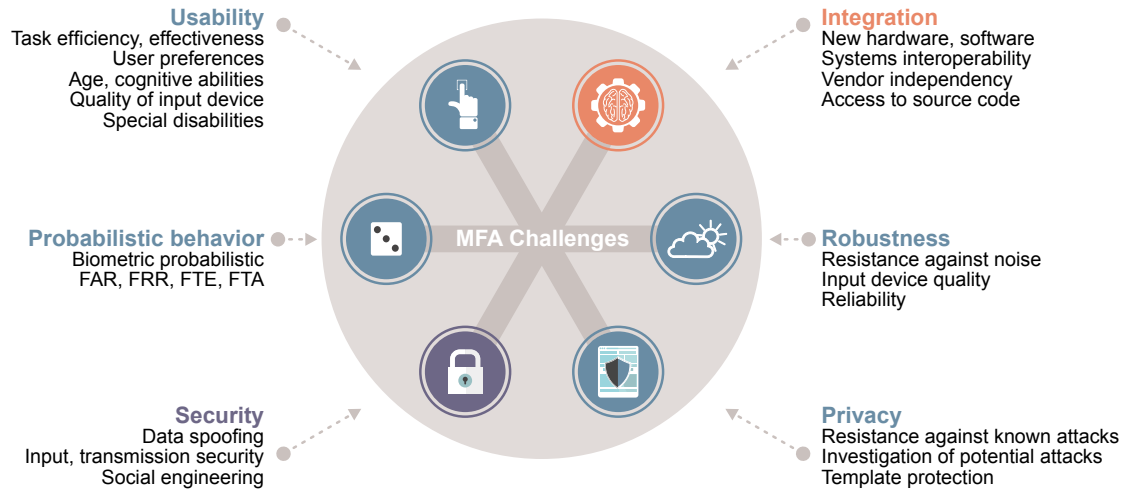 Usability
Task efficiency, effectiveness
User preferences
Age, cognitive abilities
Quality of input device
Special disabilities
Integration
New hardware, software
Systems interoperability
Vendor independency
Access to source code
Probabilistic behavior
Biometric probabilistic
FAR, FRR, FTE, FTA
MFA Challenges
Robustness
Resistance against noise
Input device quality
Reliability
Security
Data spoofing
Input, transmission security
Social engineering
Privacy
Resistance against known attacks
Investigation of potential attacks
Template protection